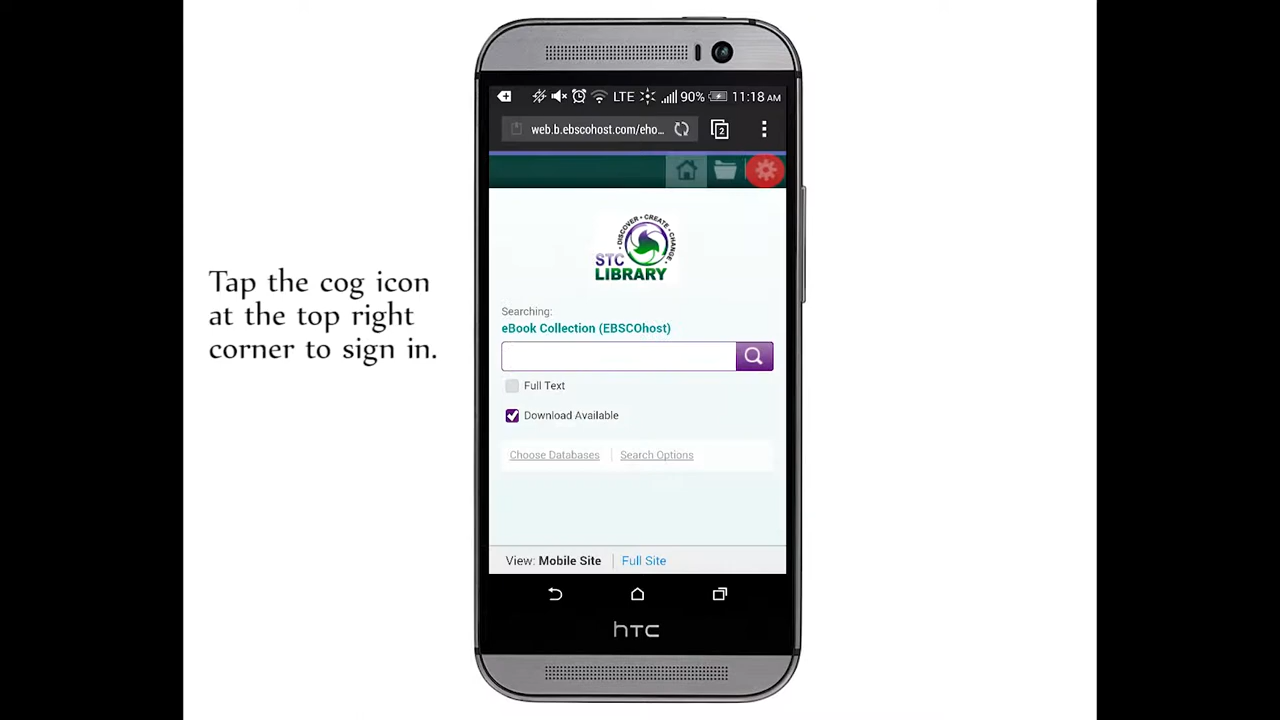 LTE 90% 11:18 AM
web.b.ebscohost.com/eho...
2
DISCOVER • CREATE • CHANGE
STC
LIBRARY
Tap the cog icon
at the top right
corner to sign in.
Searching:
eBook Collection (EBSCOhost)
Full Text
Download Available
Choose Databases | Search Options
View: Mobile Site | Full Site
hTC